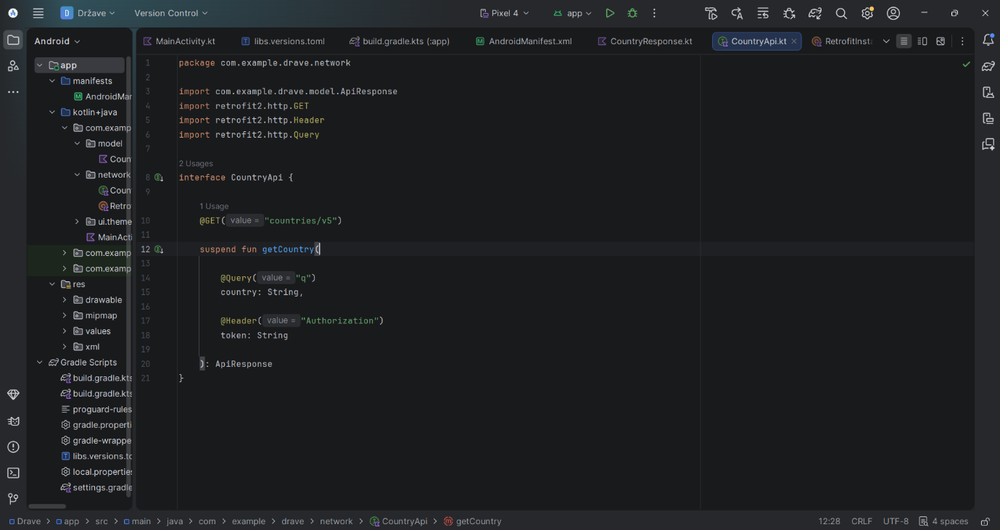 D Države Version Control Pixel 4 app
Android
MainActivity.kt libs.versions.toml build.gradle.kts (:app) AndroidManifest.xml CountryResponse.kt CountryApi.kt RetrofitInsta
app
manifests
AndroidMan
kotlin+java
com.examp
model
Coun
network
Coun
Retro
ui.theme
MainActi
com.examp
com.examp
res
drawable
mipmap
values
xml
Gradle Scripts
build.gradle.kts
build.gradle.kts
proguard-rules
gradle.properti
gradle-wrappe
libs.versions.to
local.properties
settings.gradle
1 package com.example.drave.network
2
3 import com.example.drave.model.ApiResponse
4 import retrofit2.http.GET
5 import retrofit2.http.Header
6 import retrofit2.http.Query
7
2 Usages
8 interface CountryApi {
9
1 Usage
10 @GET( value = "countries/v5")
11
12 suspend fun getCountry(
13
14 @Query( value = "q")
15 country: String,
16
17 @Header( value = "Authorization")
18 token: String
19
20 ): ApiResponse
21 }
Drave > app > src > main > java > com > example > drave > network > CountryApi > getCountry 12:28 CRLF UTF-8 4 spaces